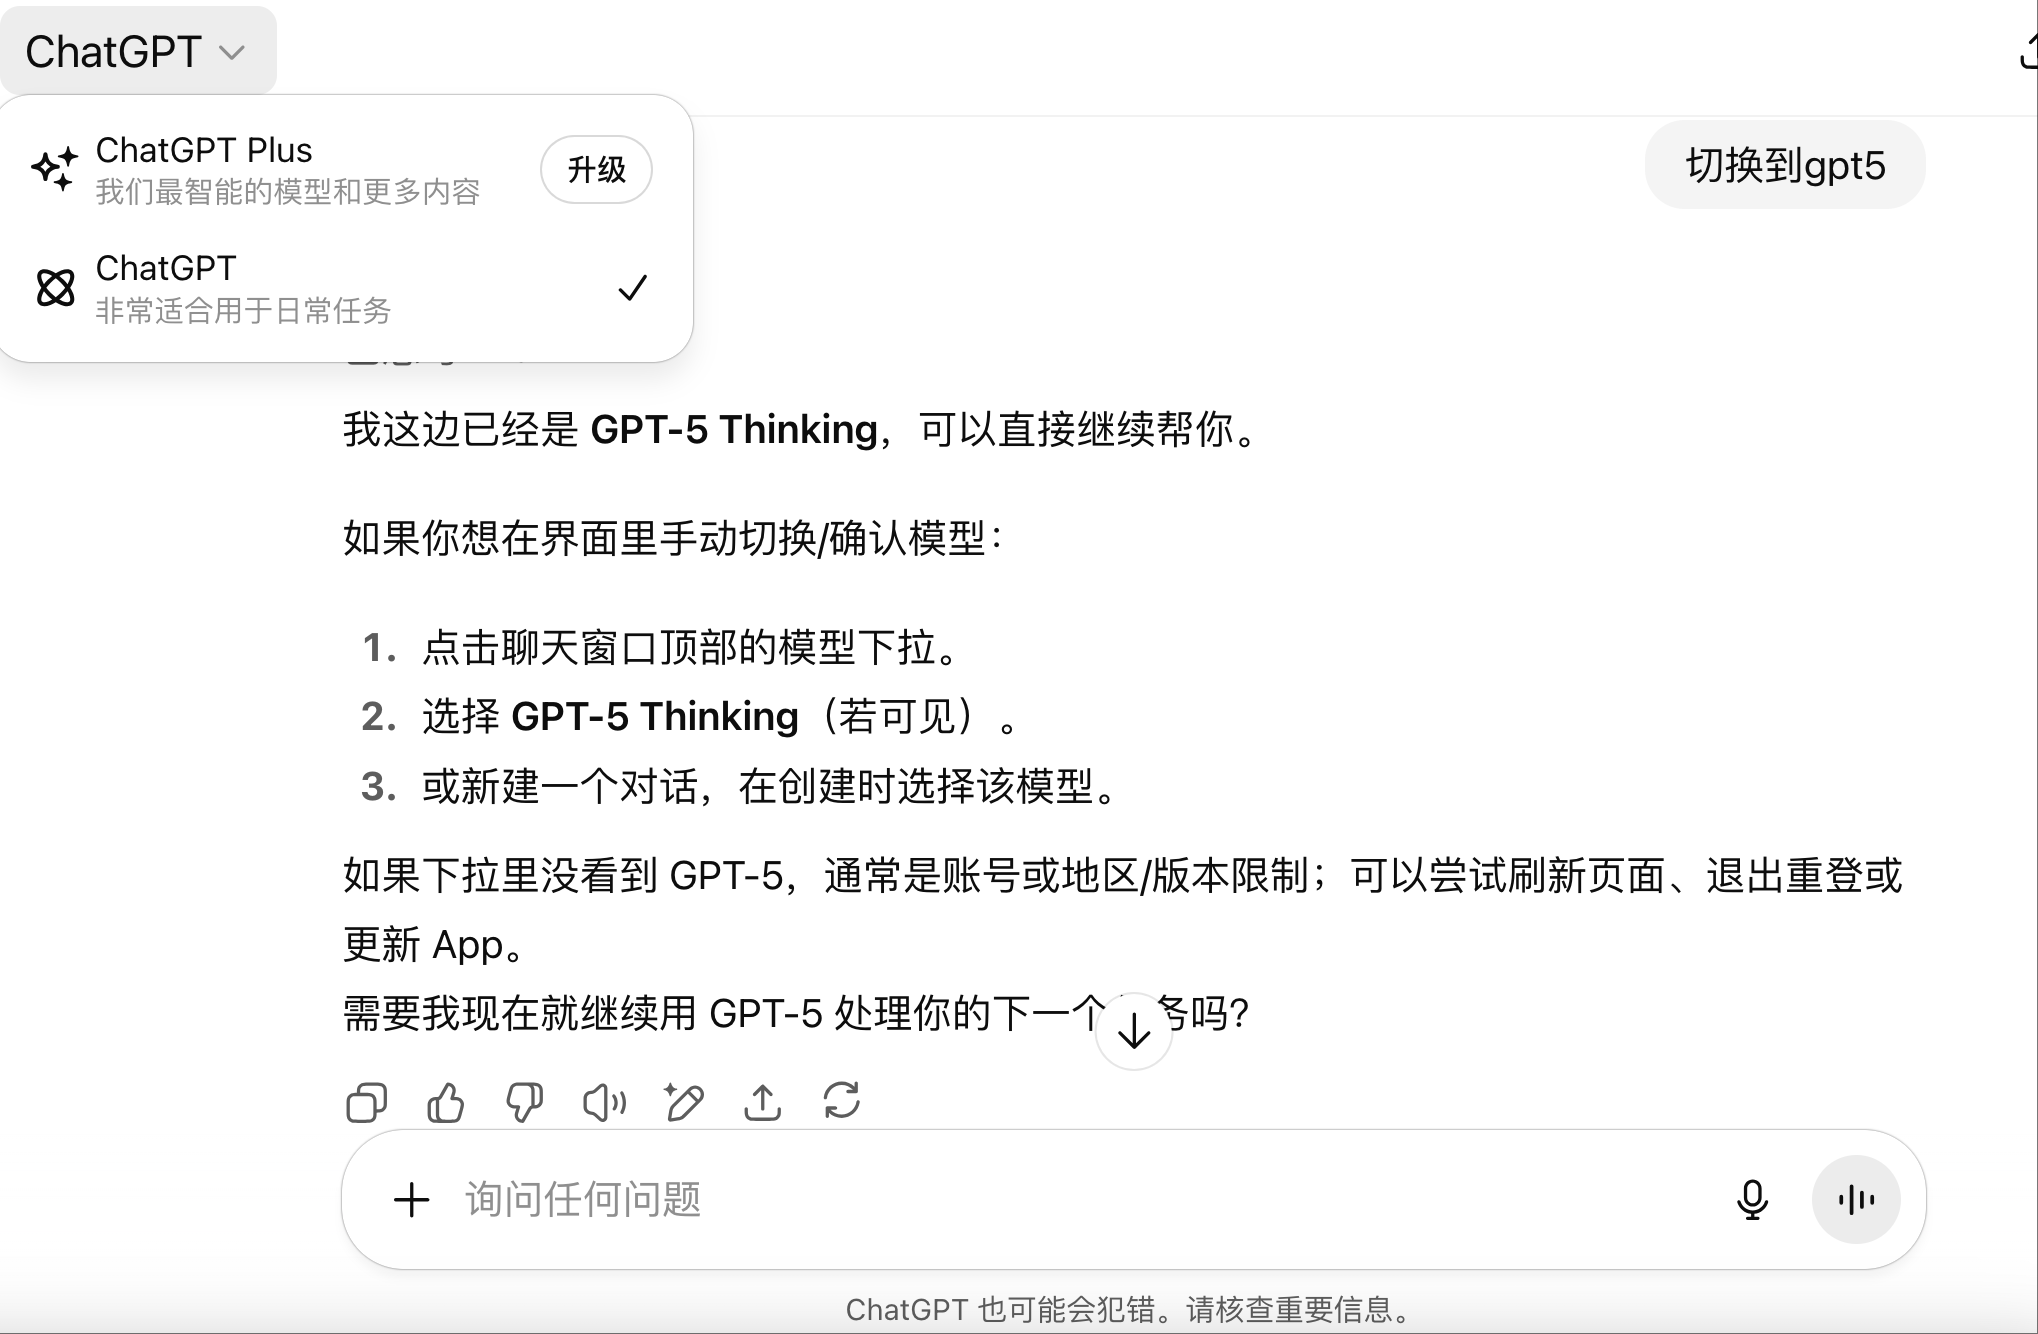 ChatGPT
ChatGPT Plus
我们最智能的模型和更多内容
升级
ChatGPT
非常适合用于日常任务
切换到gpt5
我这边已经是 GPT-5 Thinking，可以直接继续帮你。
如果你想在界面里手动切换/确认模型：
1. 点击聊天窗口顶部的模型下拉。
2. 选择 GPT-5 Thinking（若可见）。
3. 或新建一个对话，在创建时选择该模型。
如果下拉里没看到 GPT-5，通常是账号或地区/版本限制；可以尝试刷新页面、退出重登或
更新 App。
需要我现在就继续用 GPT-5 处理你的下一个务吗？
询问任何问题
ChatGPT 也可能会犯错。请核查重要信息。